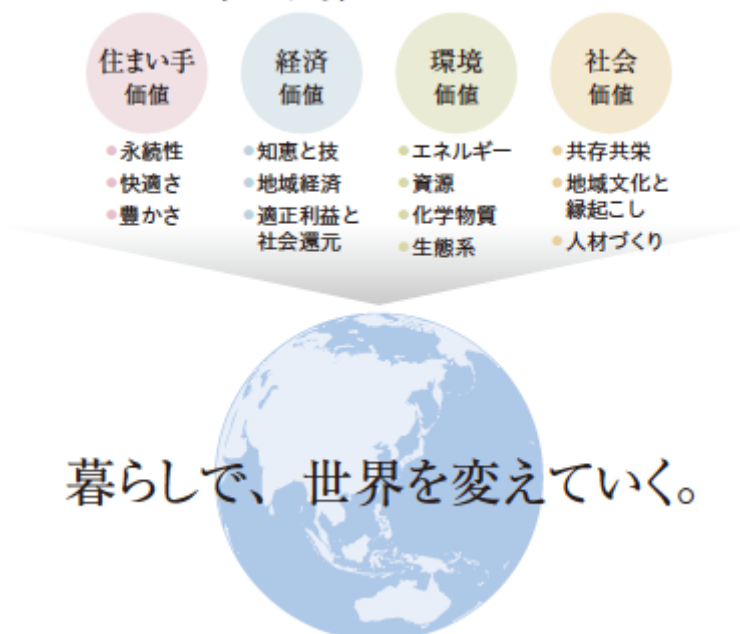 住まい手
価値
経済
価値
環境
価値
社会
価値
永続性
快適さ
豊かさ
知恵と技
地域経済
適正利益と
社会還元
エネルギー
資源
化学物質
生態系
共存共栄
地域文化と
縁起こし
人材づくり
暮らしで、世界を変えていく。